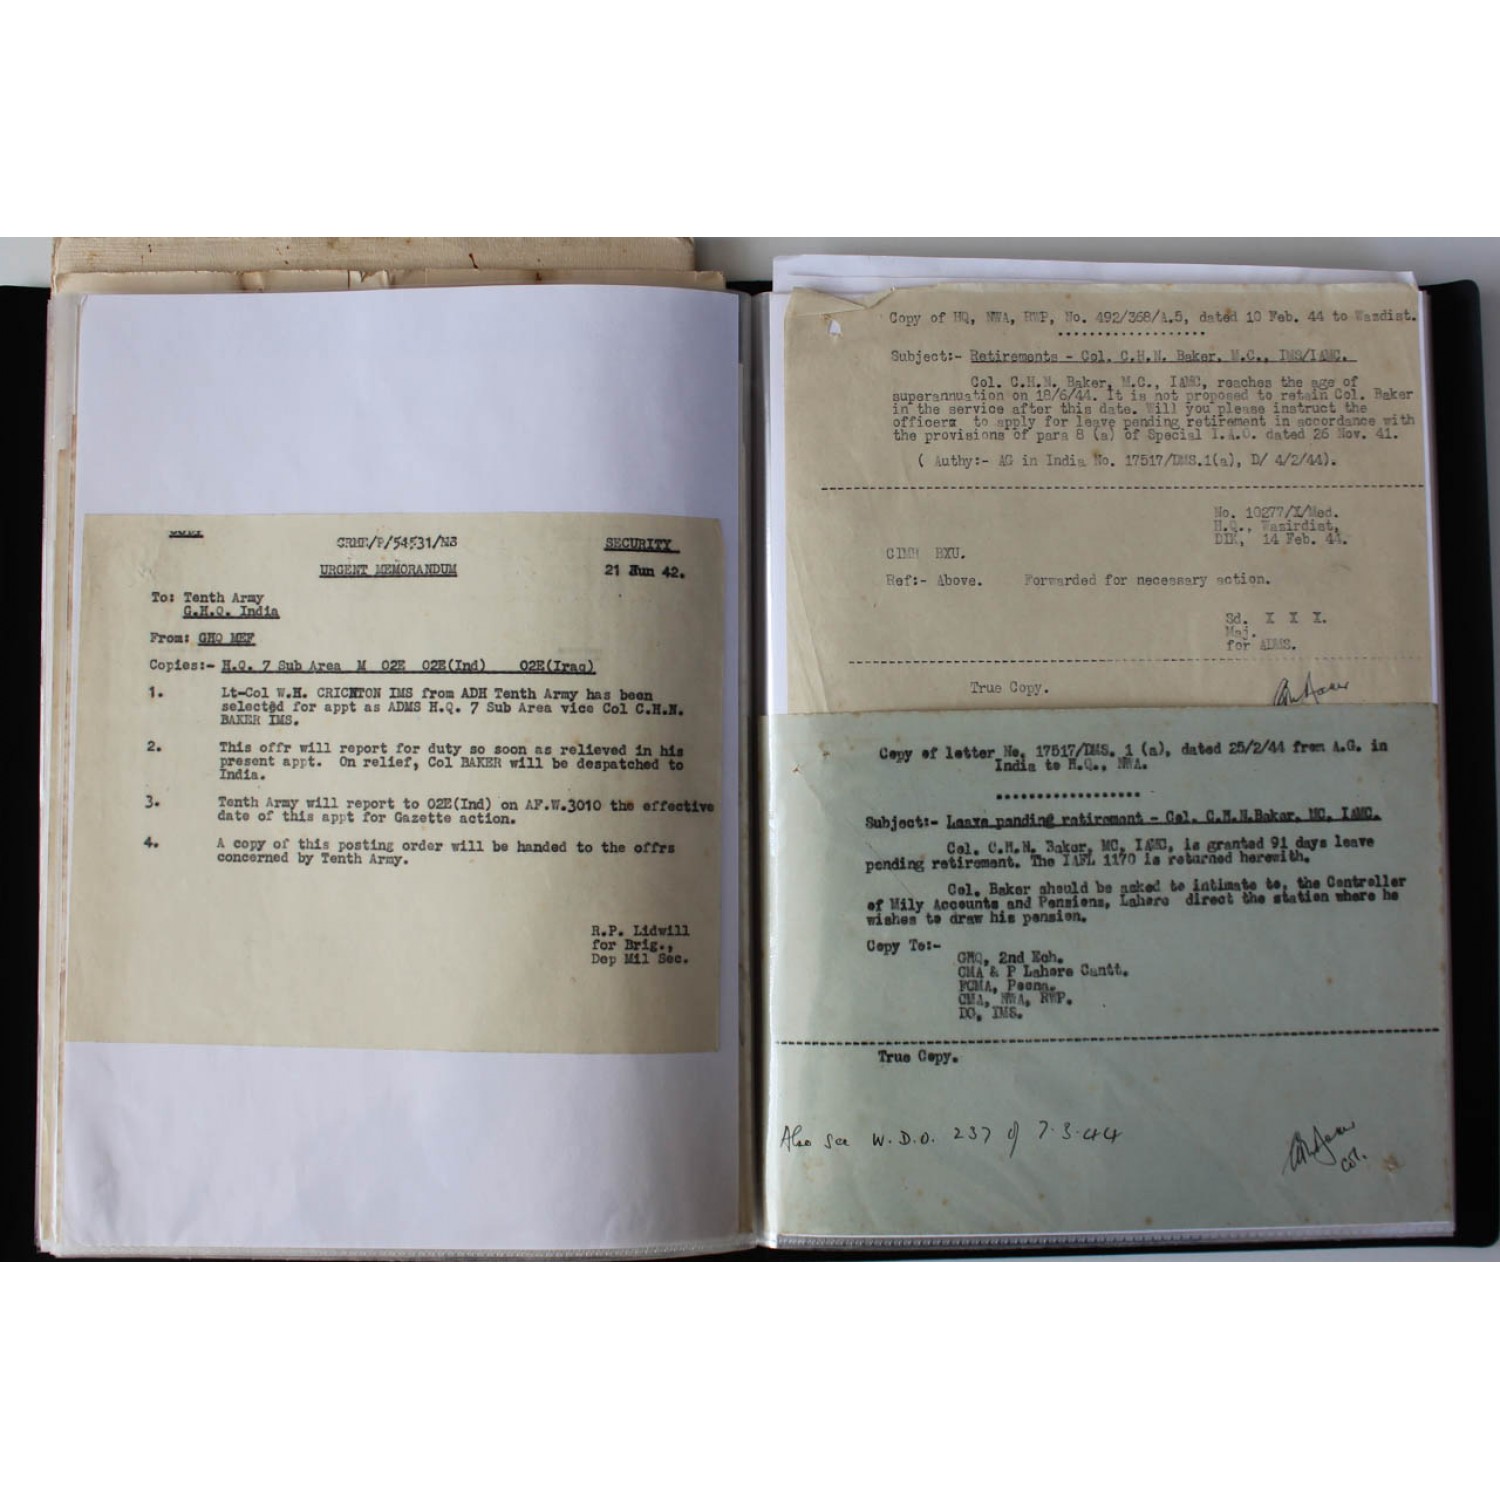 CRME/P/54531/MS
SECURITY
URGENT MEMORANDUM
21 Jun 42.
To: Tenth Army
G.H.Q. India
From: GHQ MEF
Copies:- H.Q. 7 Sub Area M 02E 02E(Ind) 02E(Iraq)
1. Lt-Col W.H. CRICHTON IMS from ADH Tenth Army has been
selected for appt as ADMS H.Q. 7 Sub Area vice Col C.H.N.
BAKER IMS.
2. This offr will report for duty so soon as relieved in his
present appt. On relief, Col BAKER will be despatched to
India.
3. Tenth Army will report to 02E(Ind) on AF.W.3010 the effective
date of this appt for Gazette action.
4. A copy of this posting order will be handed to the offrs
concerned by Tenth Army.
R.P. Lidwill
for Brig.,
Dep Mil Sec.
Copy of HQ, NWA, RWP, No. 492/368/A.5, dated 10 Feb. 44 to Wazdist.
..................
Subject:- Retirements - Col. C.H.N. Baker, M.C., IMS/IAMC.
Col. C.H.N. Baker, M.C., IAMC, reaches the age of
superannuation on 18/6/44. It is not proposed to retain Col. Baker
in the service after this date. Will you please instruct the
officerx to apply for leave pending retirement in accordance with
the provisions of para 8 (a) of Special I.A.O. dated 26 Nov. 41.
( Authy:- AG in India No. 17517/DMS.1(a), D/ 4/2/44).
No. 10277/X/Med.
H.Q., Wazirdist,
DIK, 14 Feb. 44.
CIMH BXU.
Ref:- Above. Forwarded for necessary action.
Sd. X X X.
Maj.
for ADMS.
True Copy.
Copy of letter No. 17517/DMS. 1 (a), dated 25/2/44 from A.G. in
India to H.Q., NWA.
..................
Subject:- Leave pending retirement - Col. C.H.N.Baker, MC, IAMC.
Col. C.H.N. Baker, MC, IAMC, is granted 91 days leave
pending retirement. The IAFL 1170 is returned herewith.
Col. Baker should be asked to intimate to, the Controller
of Mily Accounts and Pensions, Lahore direct the station where he
wishes to draw his pension.
Copy To:-
GHQ, 2nd Ech.
CMA & P Lahore Cantt.
FCMA, Poona.
CMA, NWA, RWP.
DO, IMS.
True Copy.
Also see W.D.O. 237 of 7.3.44
Col.